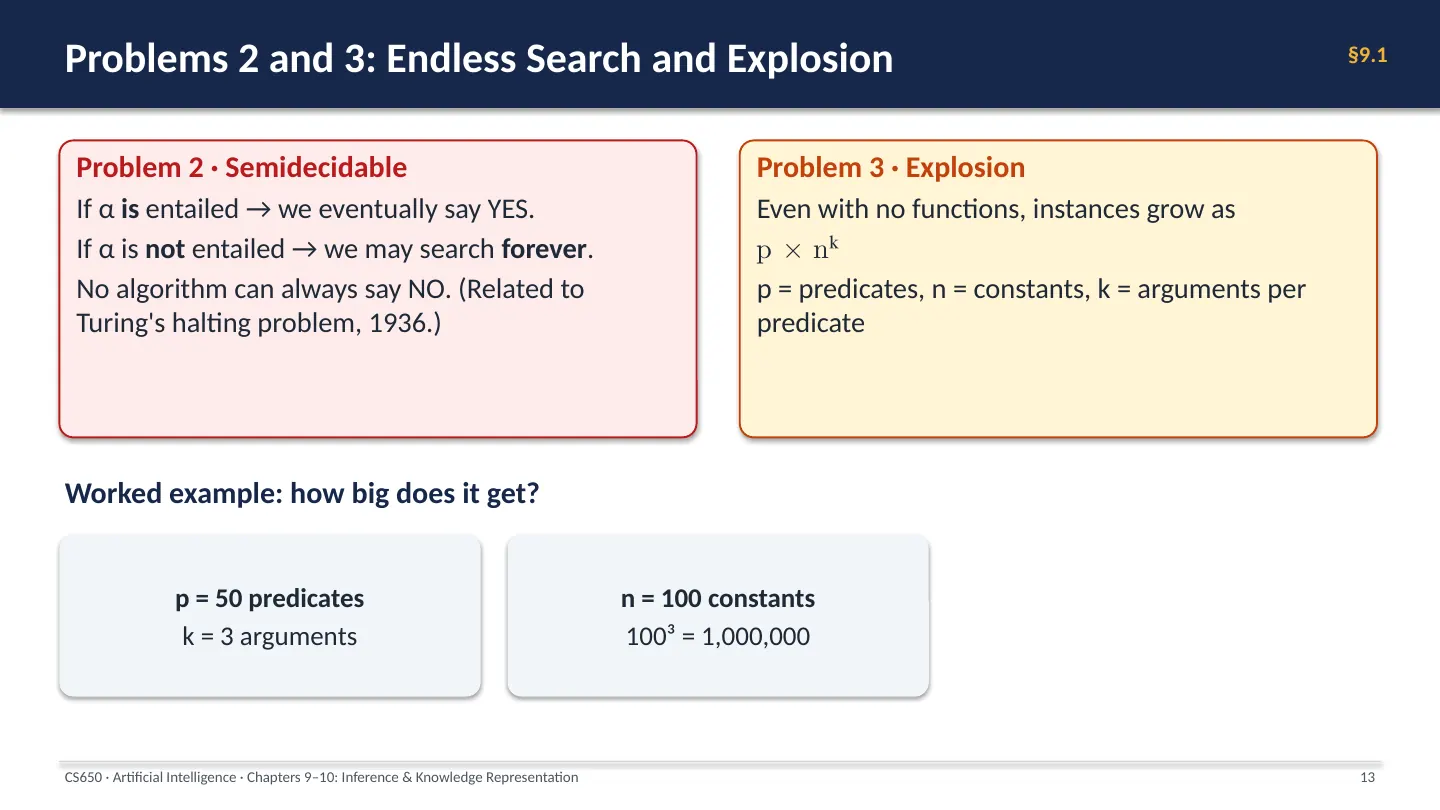 Problems 2 and 3: Endless Search and Explosion
§9.1
Problem 2 · Semidecidable
If α is entailed → we eventually say YES.
If α is not entailed → we may search forever.
No algorithm can always say NO. (Related to
Turing's halting problem, 1936.)
Problem 3 · Explosion
Even with no functions, instances grow as
p × nᵏ
p = predicates, n = constants, k = arguments per
predicate
Worked example: how big does it get?
p = 50 predicates
k = 3 arguments
n = 100 constants
100³ = 1,000,000
CS650 · Artificial Intelligence · Chapters 9–10: Inference & Knowledge Representation
13